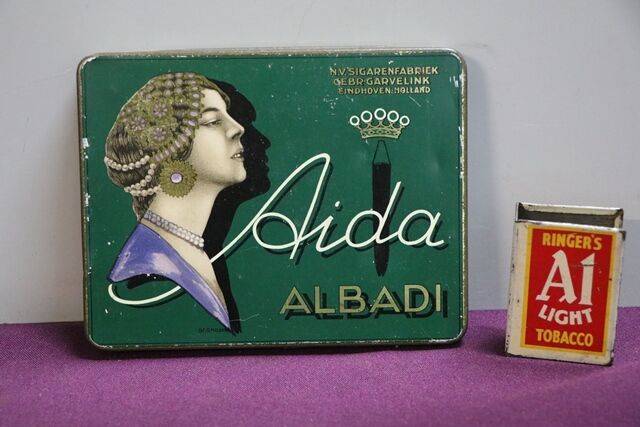 N.V. SIGARENFABRIEK
GEBR. GARVELINK
EINDHOVEN: HOLLAND
Aida
ALBADI
RINGER'S
A1
LIGHT
TOBACCO